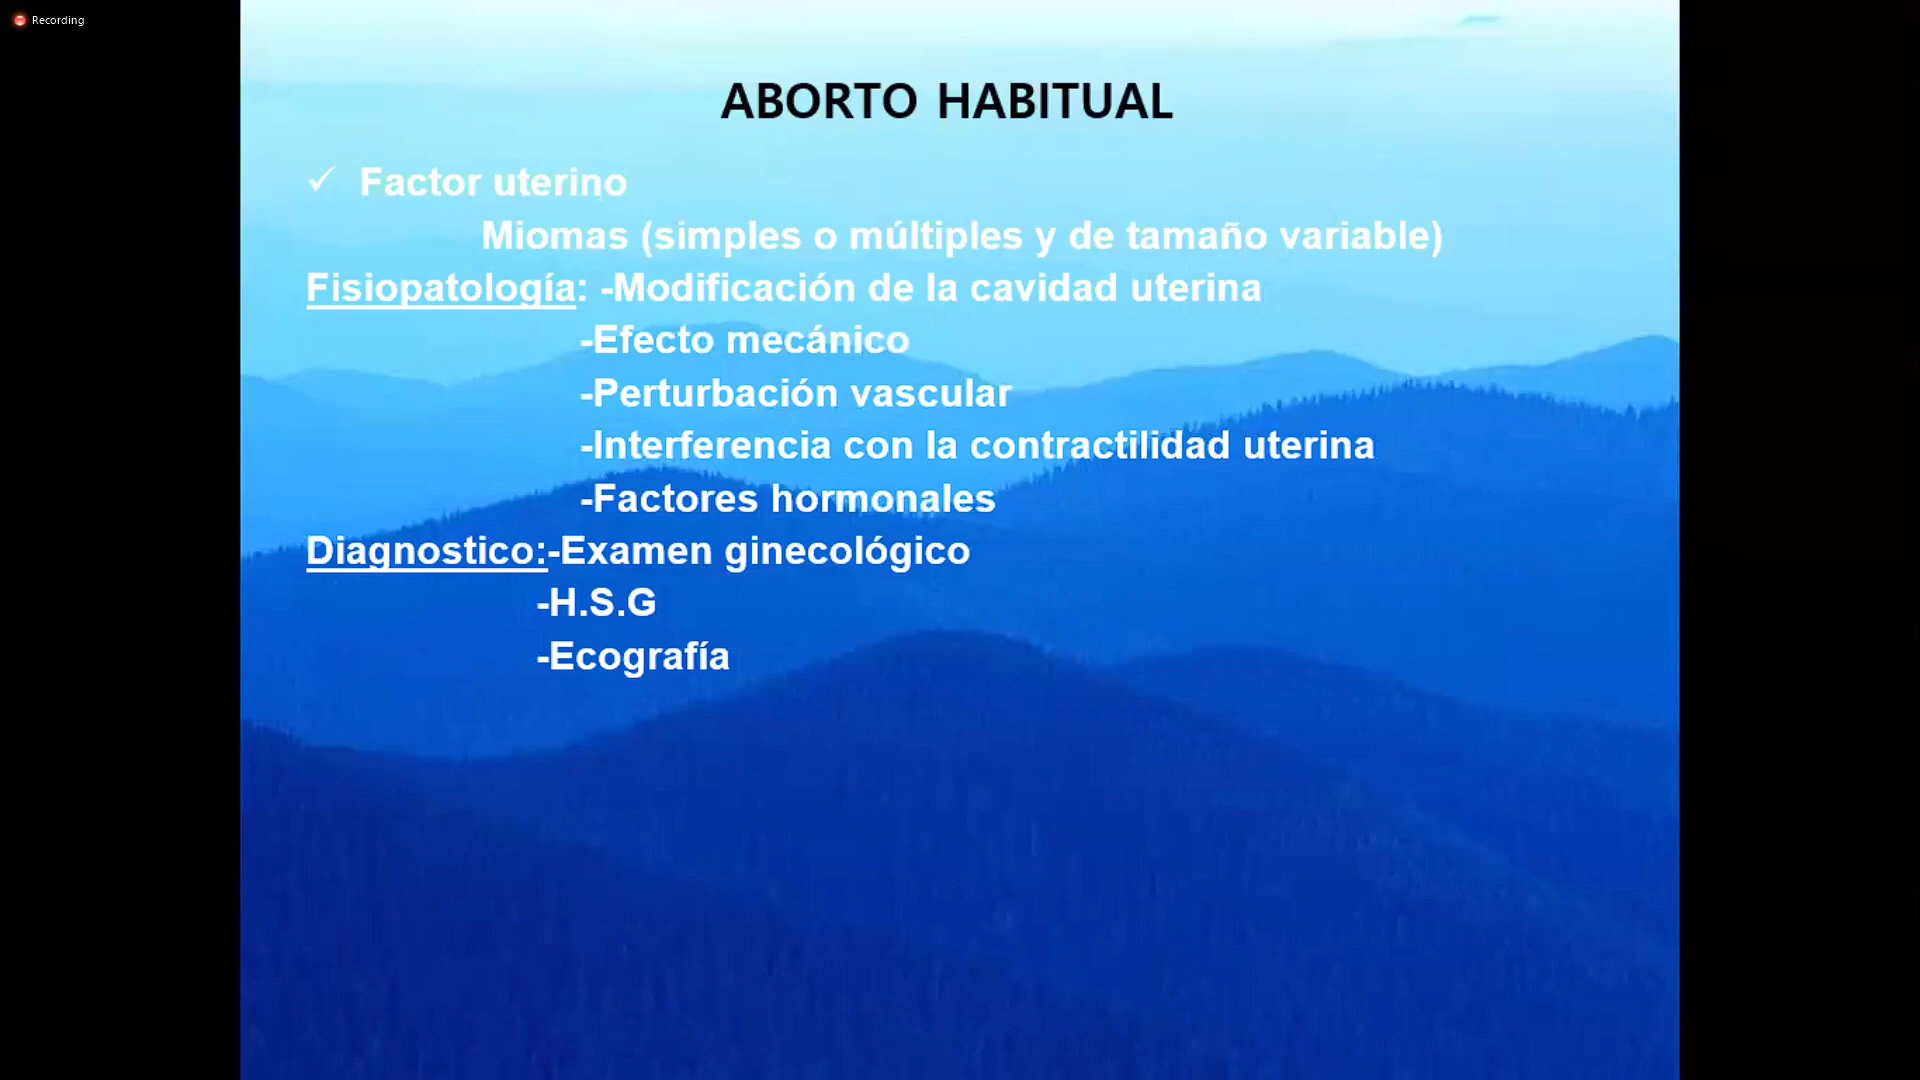 Recording
ABORTO HABITUAL
✓ Factor uterino
Miomas (simples o múltiples y de tamaño variable)
Fisiopatología: -Modificación de la cavidad uterina
-Efecto mecánico
-Perturbación vascular
-Interferencia con la contractilidad uterina
-Factores hormonales
Diagnostico:-Examen ginecológico
-H.S.G
-Ecografía